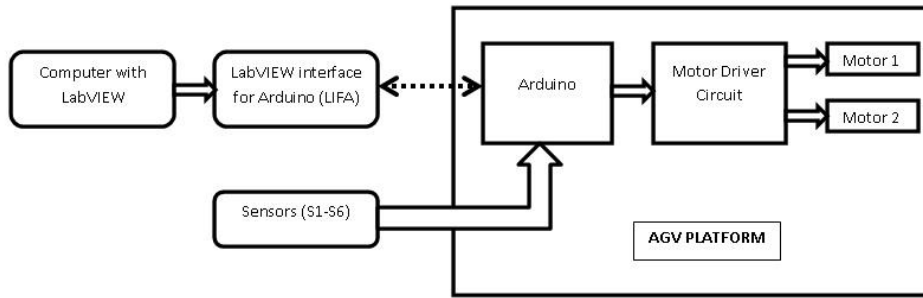 Computer with
LabVIEW
LabVIEW interface
for Arduino (LIFA)
Arduino
Motor Driver
Circuit
Motor 1
Motor 2
Sensors (S1-S6)
AGV PLATFORM